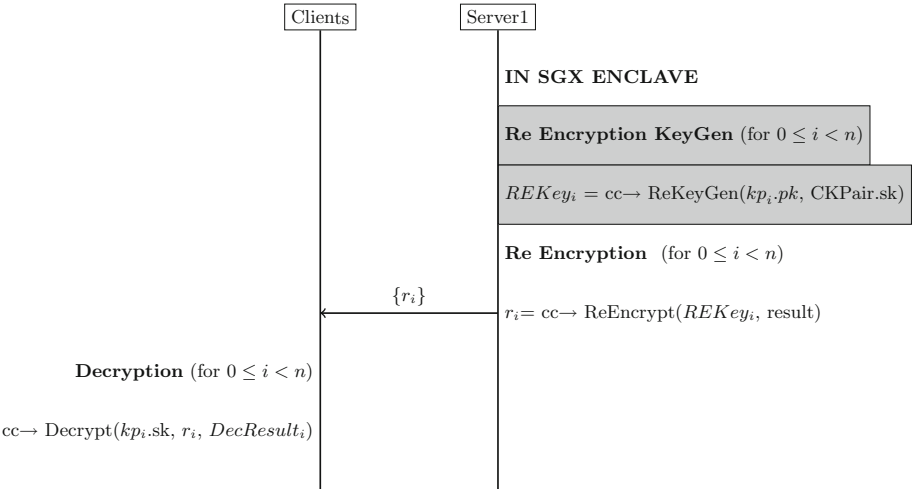 Clients Server1
IN SGX ENCLAVE
Re Encryption KeyGen (for 0 ≤ i < n)
REKey_i = cc→ ReKeyGen(kp_i.pk, CKPair.sk)
Re Encryption (for 0 ≤ i < n)
{r_i}
r_i= cc→ ReEncrypt(REKey_i, result)
Decryption (for 0 ≤ i < n)
cc→ Decrypt(kp_i.sk, r_i, DecResult_i)